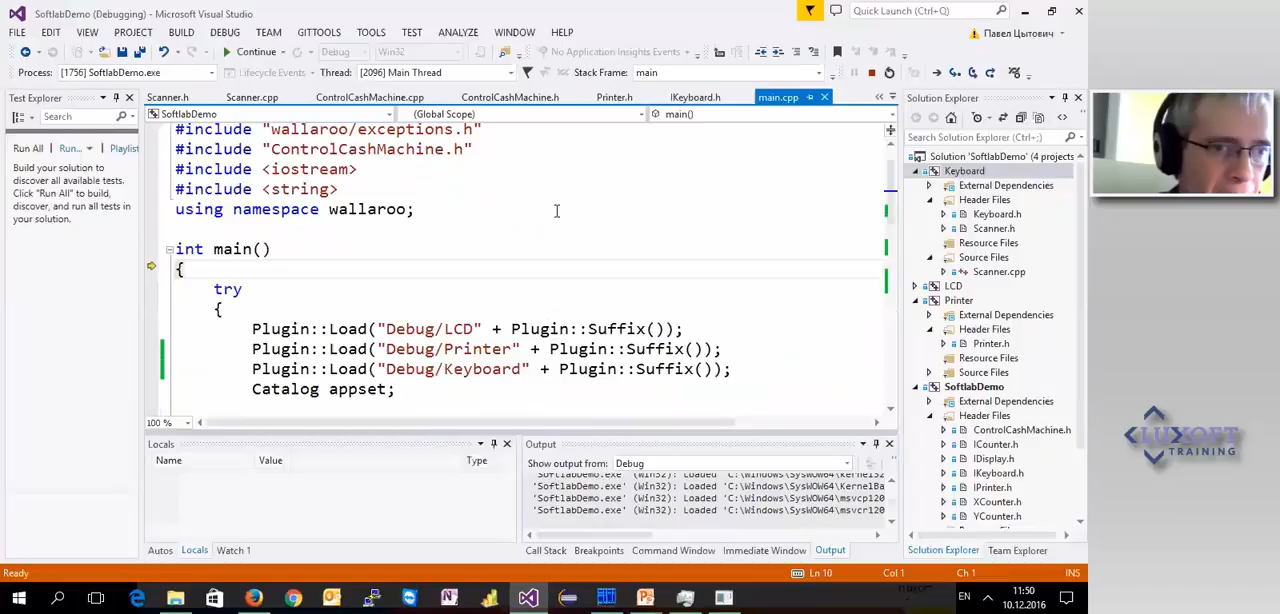 SoftlabDemo (Debugging) - Microsoft Visual Studio
Quick Launch (Ctrl+Q)
FILE EDIT VIEW PROJECT BUILD DEBUG TEAM GITTOOLS TOOLS TEST ANALYZE WINDOW HELP
Павел Цытович
Continue Debug Win32 No Application Insights Events
Process: [1756] SoftlabDemo.exe Lifecycle Events Thread: [2096] Main Thread Stack Frame: main
Test Explorer
Search
Run All Run... Playlist
Build your solution to
discover all available tests.
Click "Run All" to build,
discover, and run all tests in
your solution.
Scanner.h Scanner.cpp ControlCashMachine.cpp ControlCashMachine.h Printer.h IKeyboard.h main.cpp
SoftlabDemo (Global Scope) main()
#include "wallaroo/exceptions.h"
#include "ControlCashMachine.h"
#include <iostream>
#include <string>
using namespace wallaroo;
int main()
{
try
{
Plugin::Load("Debug/LCD" + Plugin::Suffix());
Plugin::Load("Debug/Printer" + Plugin::Suffix());
Plugin::Load("Debug/Keyboard" + Plugin::Suffix());
Catalog appset;
100 %
Solution Explorer
Search Solution Explorer (Ctrl+;)
Solution 'SoftlabDemo' (4 projects
Keyboard
External Dependencies
Header Files
Keyboard.h
Scanner.h
Resource Files
Source Files
Scanner.cpp
LCD
Printer
External Dependencies
Header Files
Printer.h
Resource Files
Source Files
SoftlabDemo
External Dependencies
Header Files
ControlCashMachine.h
ICounter.h
IDisplay.h
IKeyboard.h
IPrinter.h
XCounter.h
YCounter.h
Solution Explorer Team Explorer
Locals
Name Value Type
Autos Locals Watch 1
Output
Show output from: Debug
'SoftlabDemo.exe' (Win32): Loaded 'C:\Windows\SysWOW64\kernel32
'SoftlabDemo.exe' (Win32): Loaded 'C:\Windows\SysWOW64\KernelBa
'SoftlabDemo.exe' (Win32): Loaded 'C:\Windows\SysWOW64\msvcp120
'SoftlabDemo.exe' (Win32): Loaded 'C:\Windows\SysWOW64\msvcr120
Call Stack Breakpoints Command Window Immediate Window Output
Ready Ln 10 Col 1 Ch 1 INS
EN 11:50
10.12.2016
LUXOFT
TRAINING